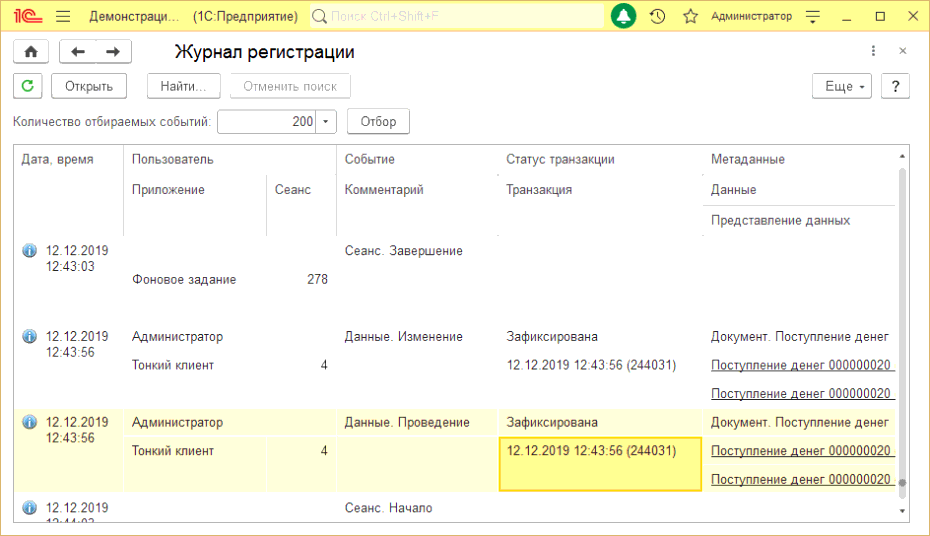 1С Демонстраци... (1С:Предприятие) Поиск Ctrl+Shift+F Администратор
Журнал регистрации
Открыть Найти... Отменить поиск Еще ?
Количество отбираемых событий: 200 Отбор
Дата, время Пользователь Событие Статус транзакции Метаданные
Приложение Сеанс Комментарий Транзакция Данные
Представление данных
12.12.2019 Сеанс. Завершение
12:43:03
Фоновое задание 278
12.12.2019 Администратор Данные. Изменение Зафиксирована Документ. Поступление денег
12:43:56
Тонкий клиент 4 12.12.2019 12:43:56 (244031) Поступление денег 000000020
Поступление денег 000000020
12.12.2019 Администратор Данные. Проведение Зафиксирована Документ. Поступление денег
12:43:56
Тонкий клиент 4 12.12.2019 12:43:56 (244031) Поступление денег 000000020
Поступление денег 000000020
12.12.2019 Сеанс. Начало